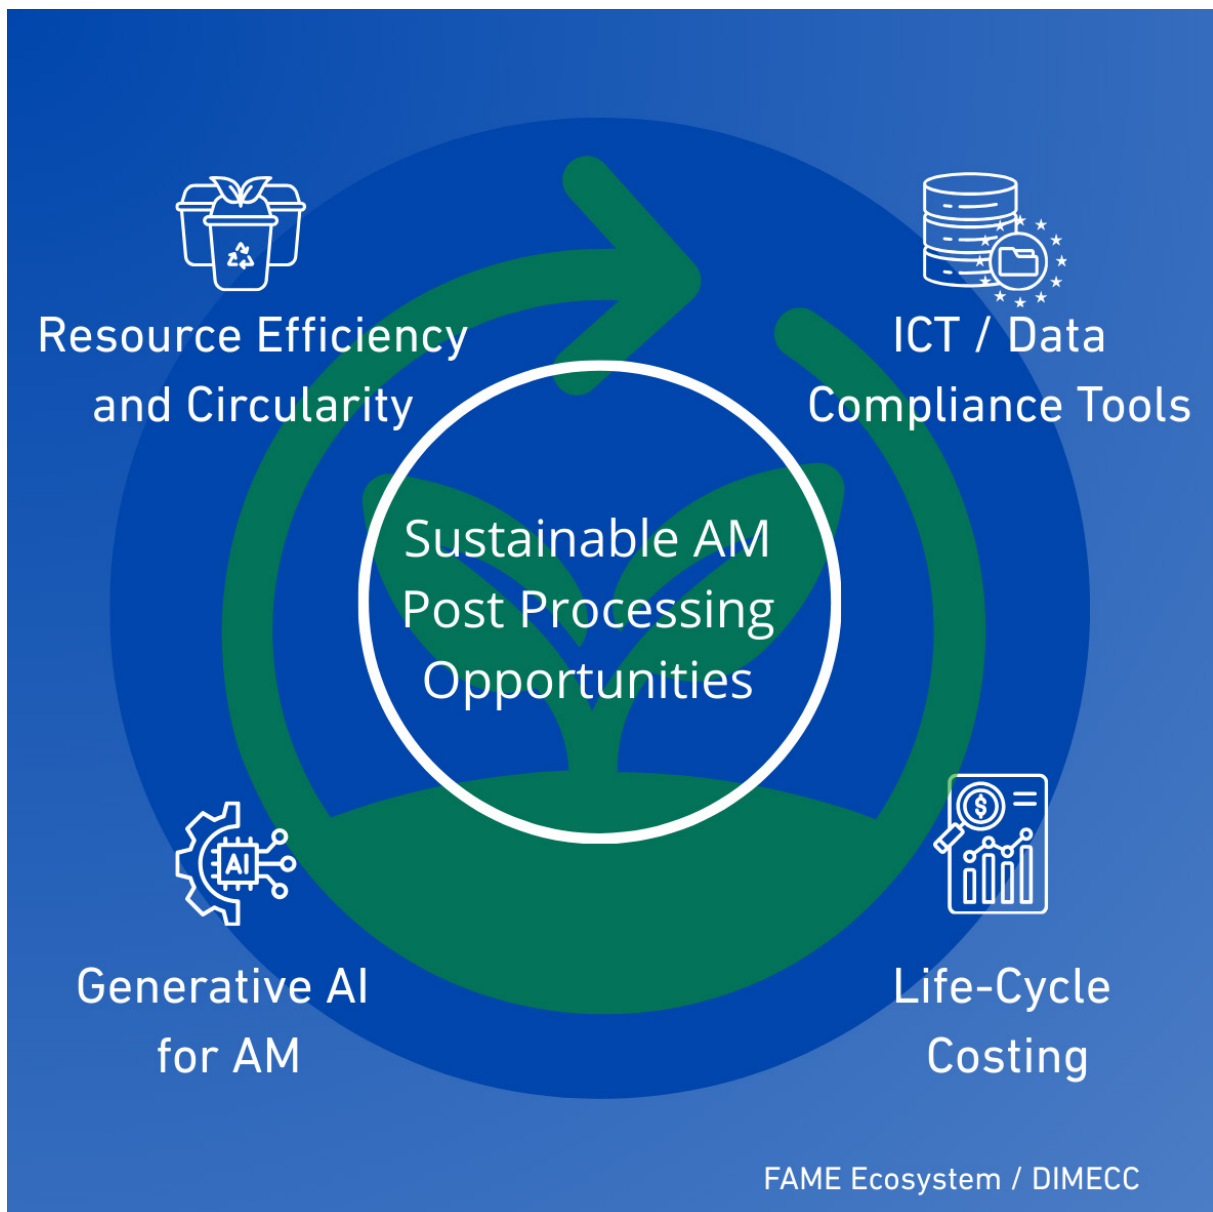 Resource Efficiency
and Circularity
ICT / Data
Compliance Tools
Sustainable AM
Post Processing
Opportunities
AI
$
Generative AI
for AM
Life-Cycle
Costing
FAME Ecosystem / DIMECC